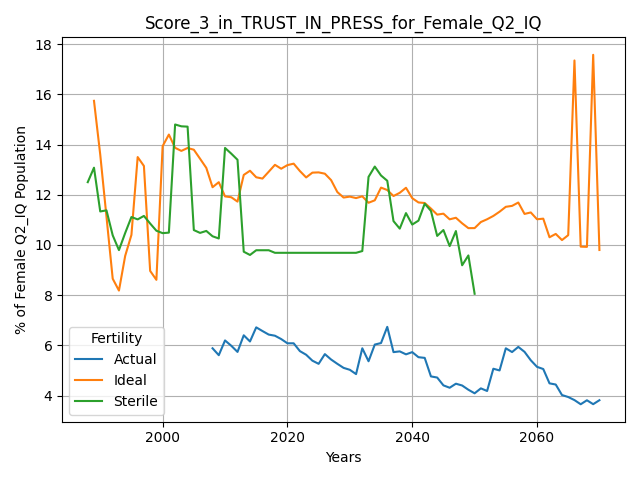 Score_3_in_TRUST_IN_PRESS_for_Female_Q2_IQ
% of Female Q2_IQ Population
18
16
14
12
10
8
6
4
Fertility
Actual
Ideal
Sterile
2000 2020 2040 2060
Years